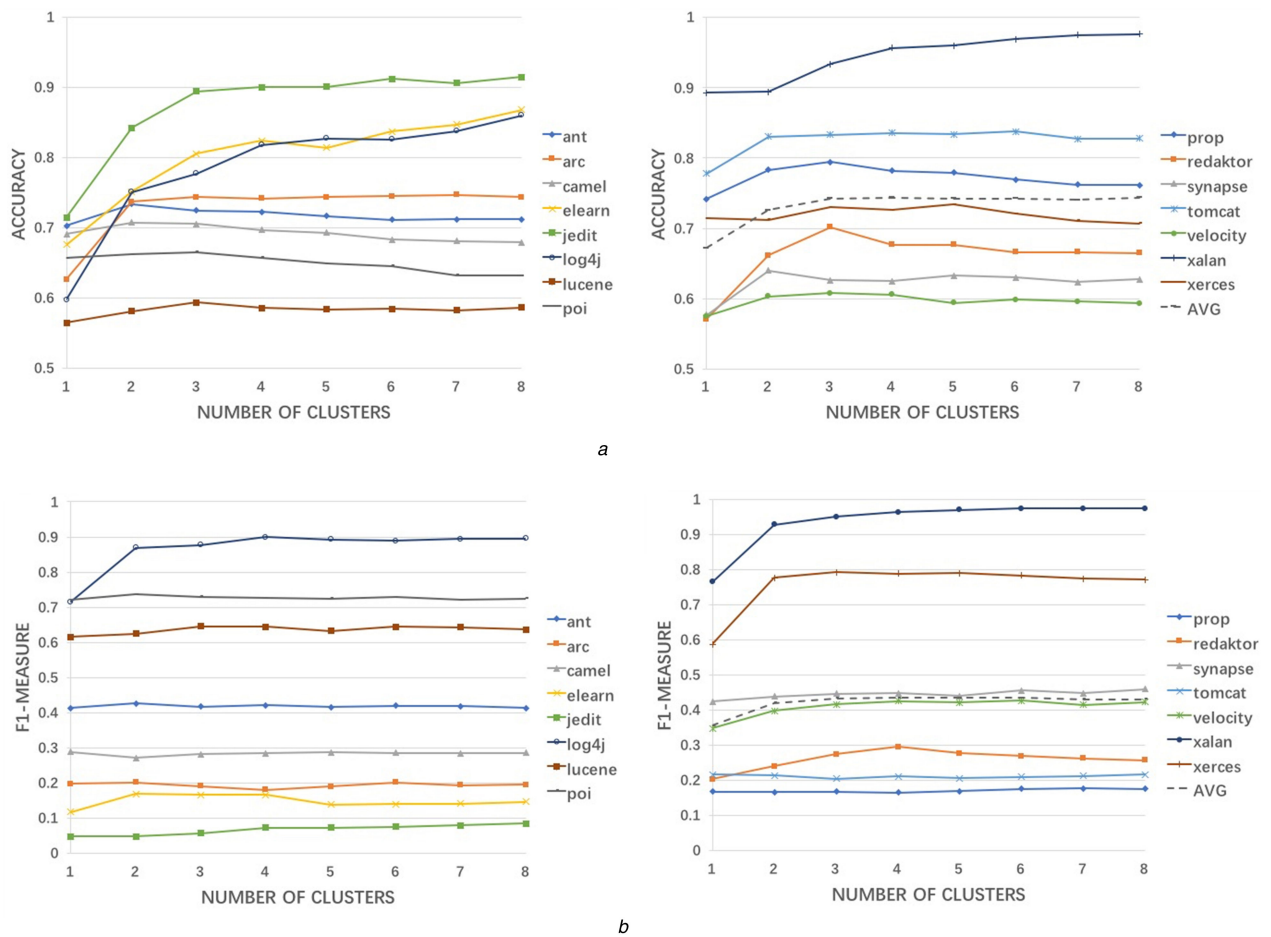 1
0.9
0.8
0.7
0.6
0.5
ACCURACY
1 2 3 4 5 6 7 8
NUMBER OF CLUSTERS
ant
arc
camel
elearn
jedit
log4j
lucene
poi
1
0.9
0.8
0.7
0.6
0.5
ACCURACY
1 2 3 4 5 6 7 8
NUMBER OF CLUSTERS
prop
redaktor
synapse
tomcat
velocity
xalan
xerces
AVG
a
1
0.9
0.8
0.7
0.6
0.5
0.4
0.3
0.2
0.1
0
F1-MEASURE
1 2 3 4 5 6 7 8
NUMBER OF CLUSTERS
ant
arc
camel
elearn
jedit
log4j
lucene
poi
1
0.9
0.8
0.7
0.6
0.5
0.4
0.3
0.2
0.1
0
F1-MEASURE
1 2 3 4 5 6 7 8
NUMBER OF CLUSTERS
prop
redaktor
synapse
tomcat
velocity
xalan
xerces
AVG
b